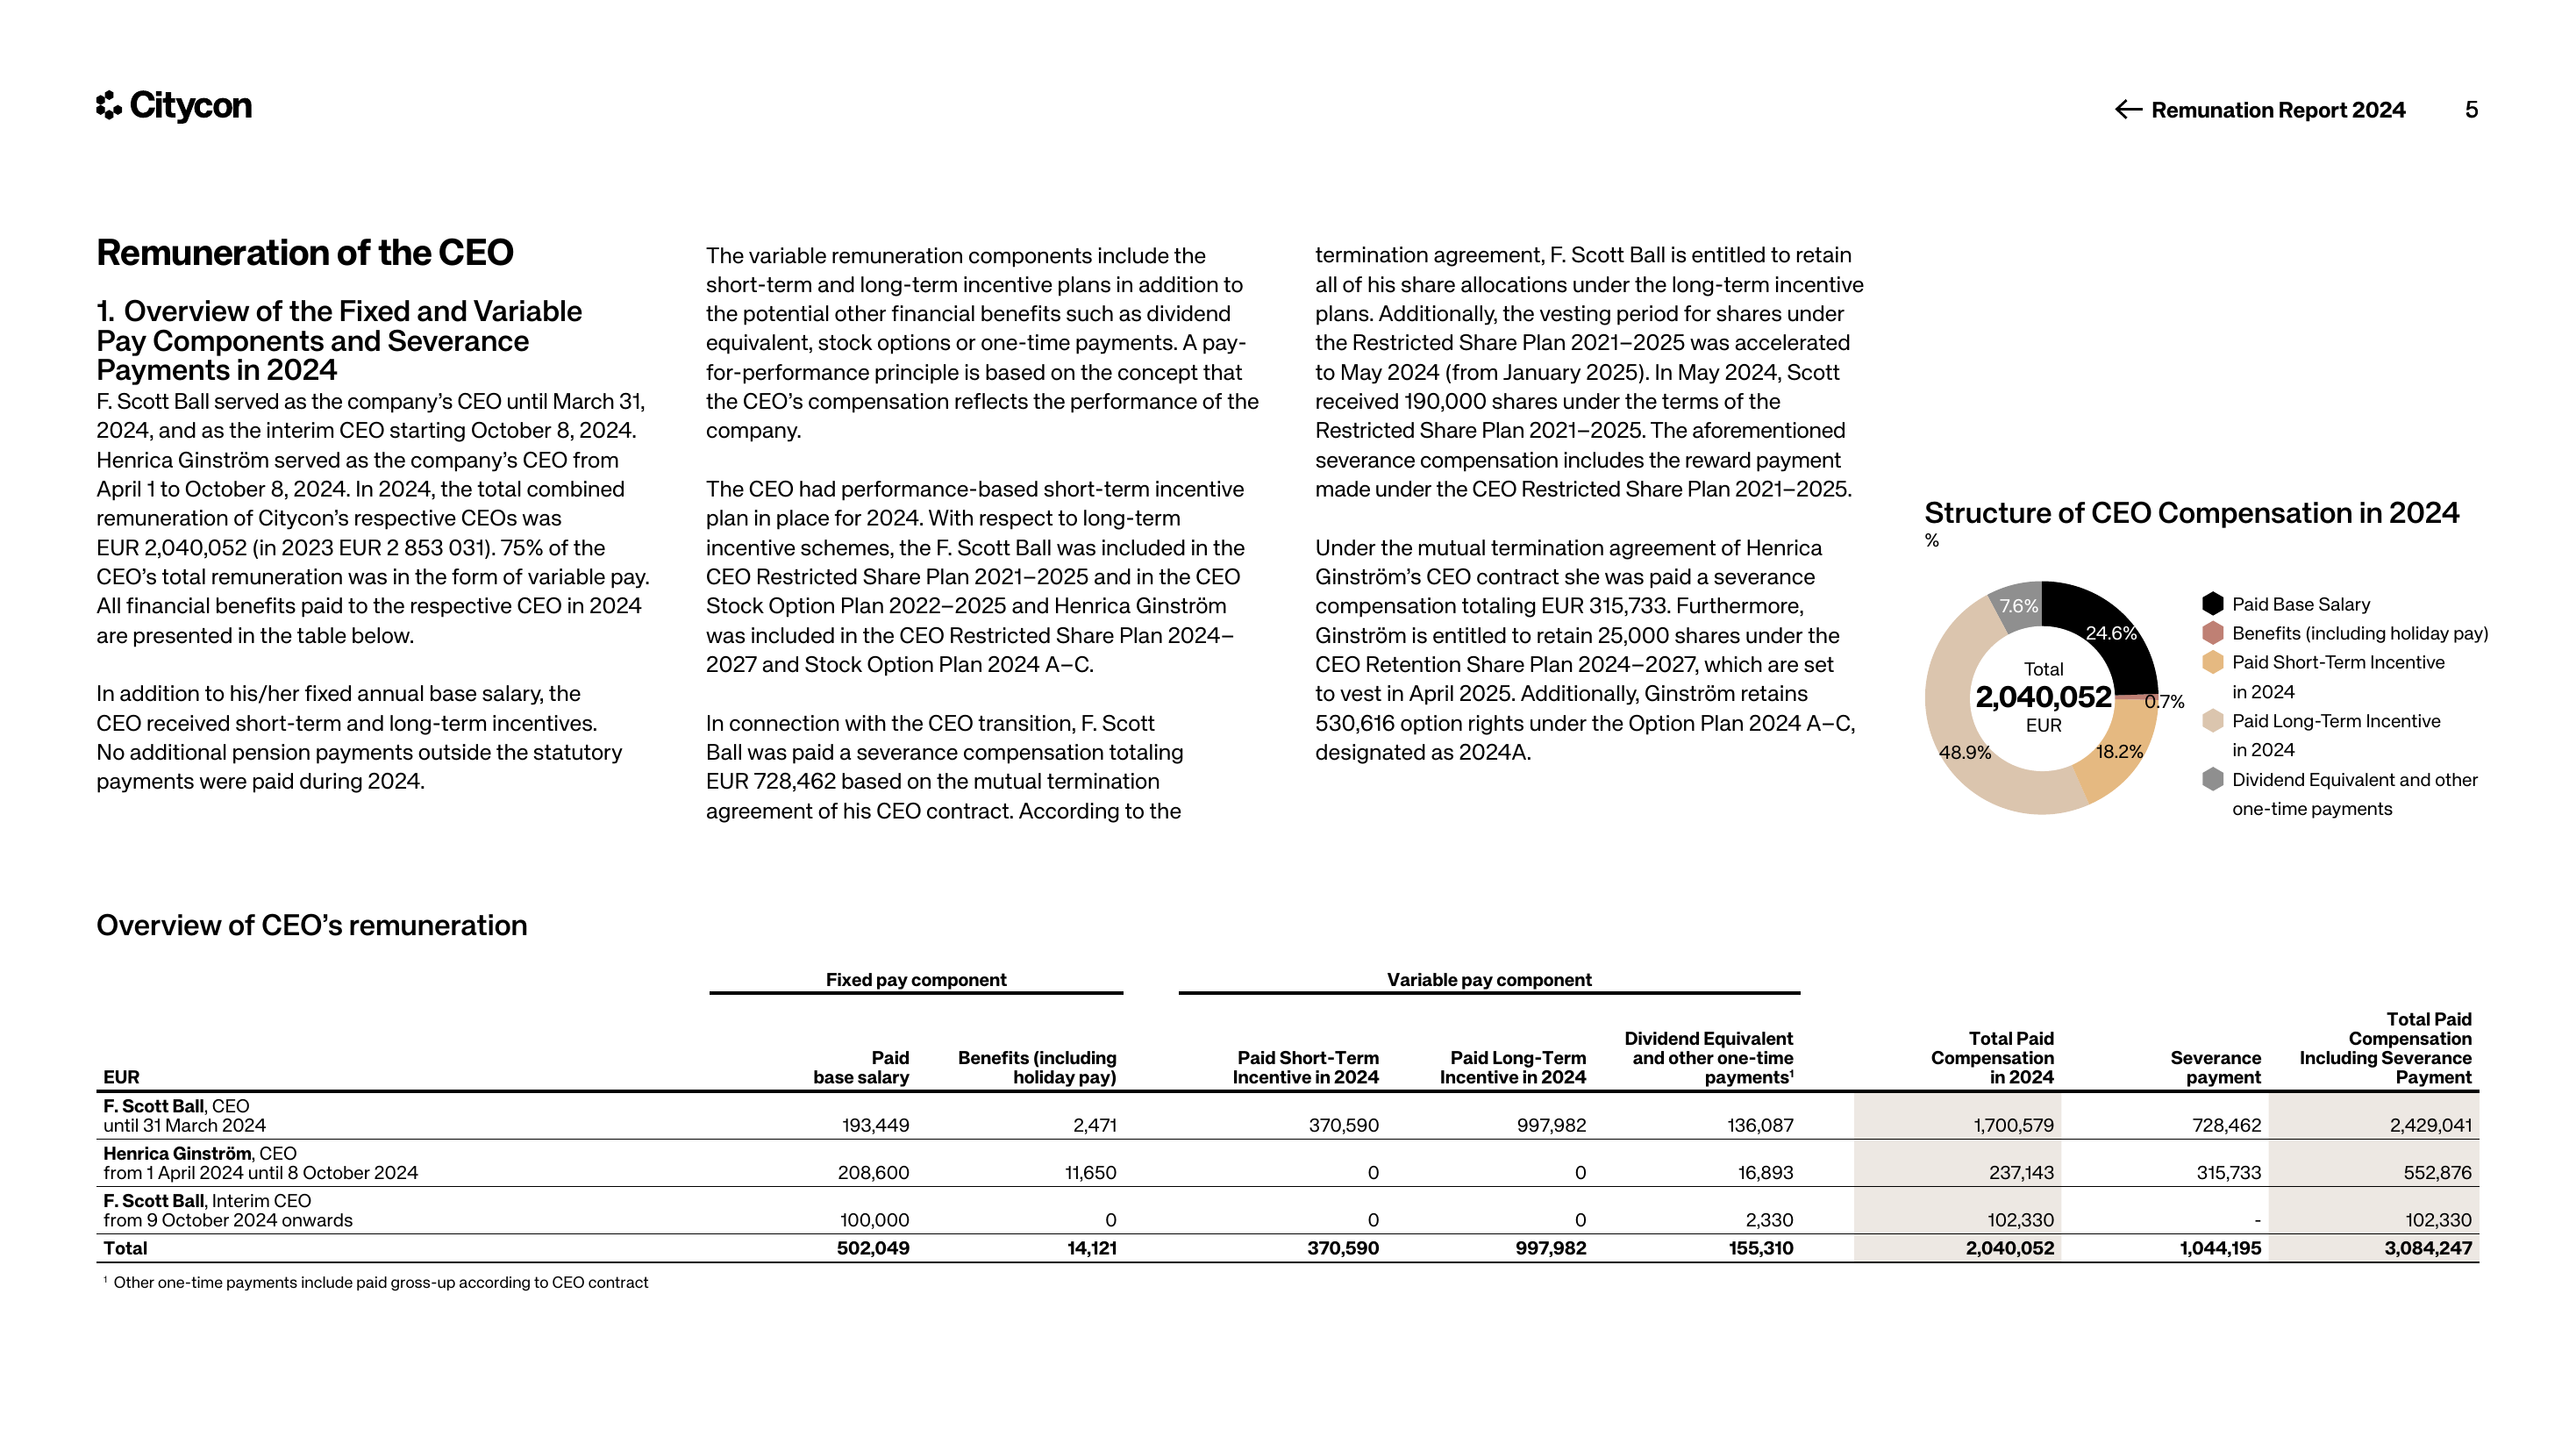 Citycon
← Remunation Report 2024 5
Remuneration of the CEO
1. Overview of the Fixed and Variable
Pay Components and Severance
Payments in 2024
F. Scott Ball served as the company’s CEO until March 31,
2024, and as the interim CEO starting October 8, 2024.
Henrica Ginström served as the company’s CEO from
April 1 to October 8, 2024. In 2024, the total combined
remuneration of Citycon’s respective CEOs was
EUR 2,040,052 (in 2023 EUR 2 853 031). 75% of the
CEO’s total remuneration was in the form of variable pay.
All financial benefits paid to the respective CEO in 2024
are presented in the table below.
In addition to his/her fixed annual base salary, the
CEO received short-term and long-term incentives.
No additional pension payments outside the statutory
payments were paid during 2024.
The variable remuneration components include the
short-term and long-term incentive plans in addition to
the potential other financial benefits such as dividend
equivalent, stock options or one-time payments. A pay-
for-performance principle is based on the concept that
the CEO’s compensation reflects the performance of the
company.
The CEO had performance-based short-term incentive
plan in place for 2024. With respect to long-term
incentive schemes, the F. Scott Ball was included in the
CEO Restricted Share Plan 2021–2025 and in the CEO
Stock Option Plan 2022–2025 and Henrica Ginström
was included in the CEO Restricted Share Plan 2024–
2027 and Stock Option Plan 2024 A–C.
In connection with the CEO transition, F. Scott
Ball was paid a severance compensation totaling
EUR 728,462 based on the mutual termination
agreement of his CEO contract. According to the
termination agreement, F. Scott Ball is entitled to retain
all of his share allocations under the long-term incentive
plans. Additionally, the vesting period for shares under
the Restricted Share Plan 2021–2025 was accelerated
to May 2024 (from January 2025). In May 2024, Scott
received 190,000 shares under the terms of the
Restricted Share Plan 2021–2025. The aforementioned
severance compensation includes the reward payment
made under the CEO Restricted Share Plan 2021–2025.
Under the mutual termination agreement of Henrica
Ginström’s CEO contract she was paid a severance
compensation totaling EUR 315,733. Furthermore,
Ginström is entitled to retain 25,000 shares under the
CEO Retention Share Plan 2024–2027, which are set
to vest in April 2025. Additionally, Ginström retains
530,616 option rights under the Option Plan 2024 A–C,
designated as 2024A.
Structure of CEO Compensation in 2024
%
7.6%
24.6%
Total
2,040,052
EUR
0.7%
48.9%
18.2%
Paid Base Salary
Benefits (including holiday pay)
Paid Short-Term Incentive
in 2024
Paid Long-Term Incentive
in 2024
Dividend Equivalent and other
one-time payments
Overview of CEO’s remuneration
Fixed pay component Variable pay component
EUR Paid base salary Benefits (including holiday pay) Paid Short-Term Incentive in 2024 Paid Long-Term Incentive in 2024 Dividend Equivalent and other one-time payments¹ Total Paid Compensation in 2024 Severance payment Total Paid Compensation Including Severance Payment
F. Scott Ball, CEO
until 31 March 2024 193,449 2,471 370,590 997,982 136,087 1,700,579 728,462 2,429,041
Henrica Ginström, CEO
from 1 April 2024 until 8 October 2024 208,600 11,650 0 0 16,893 237,143 315,733 552,876
F. Scott Ball, Interim CEO
from 9 October 2024 onwards 100,000 0 0 0 2,330 102,330 - 102,330
Total 502,049 14,121 370,590 997,982 155,310 2,040,052 1,044,195 3,084,247
¹ Other one-time payments include paid gross-up according to CEO contract